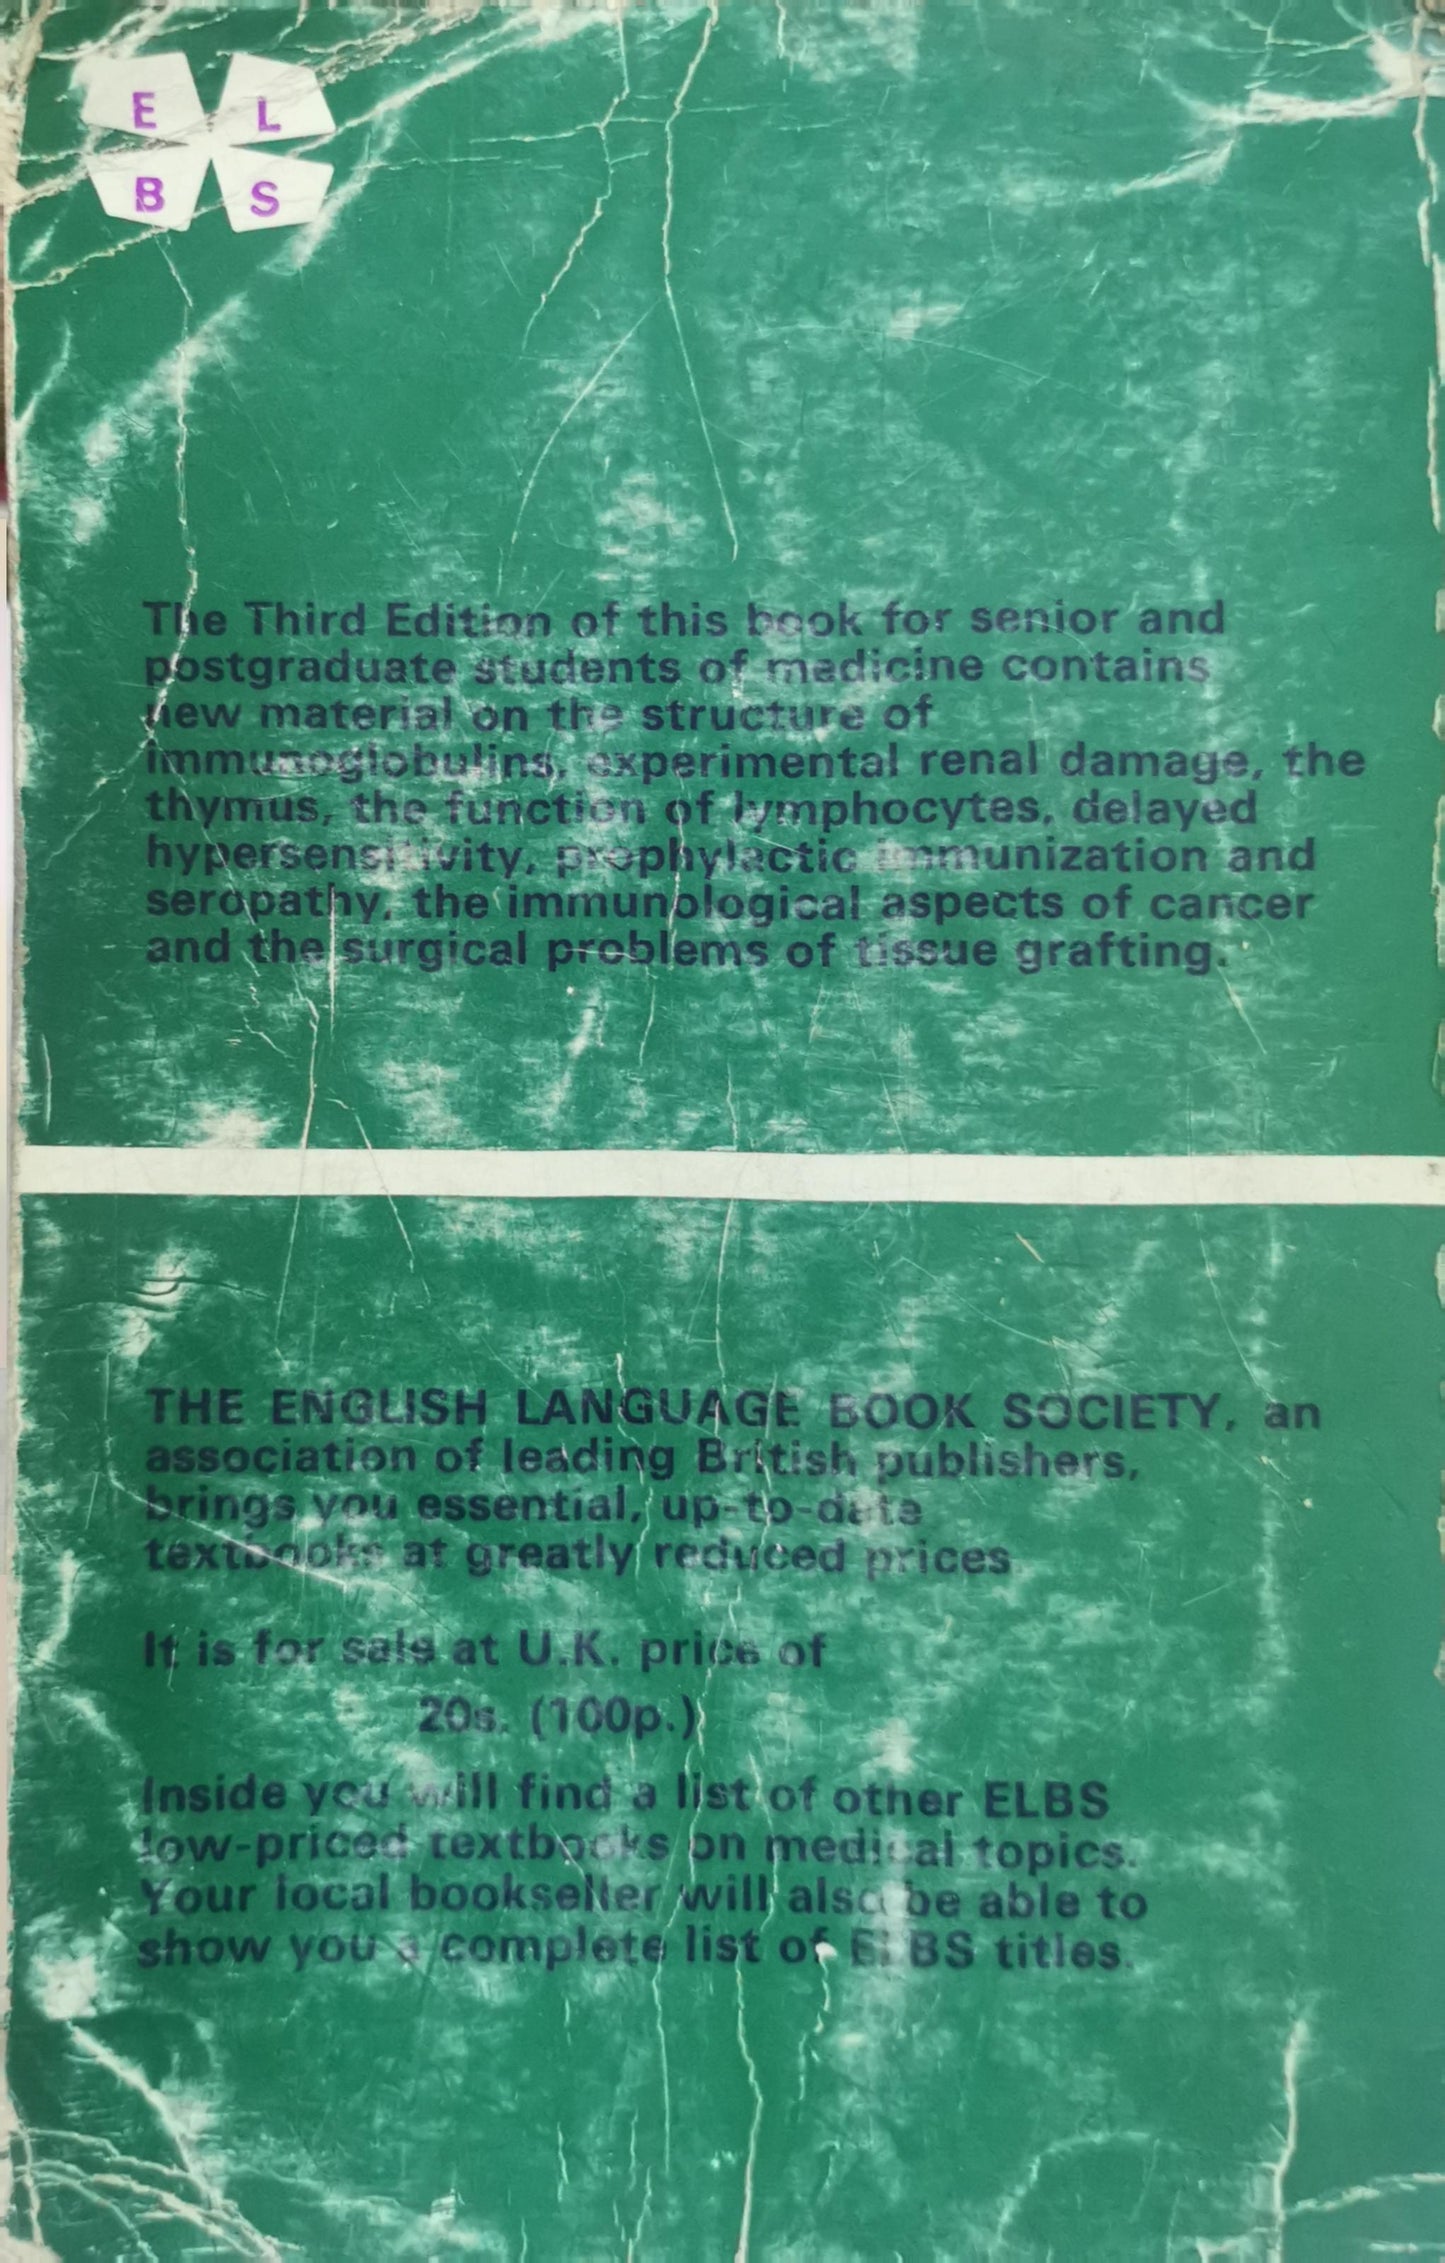 E L
B S
The Third Edition of this book for senior and
postgraduate students of medicine contains
new material on the structure of
immunoglobulins, experimental renal damage, the
thymus, the function of lymphocytes, delayed
hypersensitivity, prophylactic immunization and
seropathy, the immunological aspects of cancer
and the surgical problems of tissue grafting.
THE ENGLISH LANGUAGE BOOK SOCIETY, an
association of leading British publishers,
brings you essential, up-to-date
textbooks at greatly reduced prices
It is for sale at U.K. price of
20s. (100p.)
Inside you will find a list of other ELBS
low-priced textbooks on medical topics.
Your local bookseller will also be able to
show you a complete list of ELBS titles.